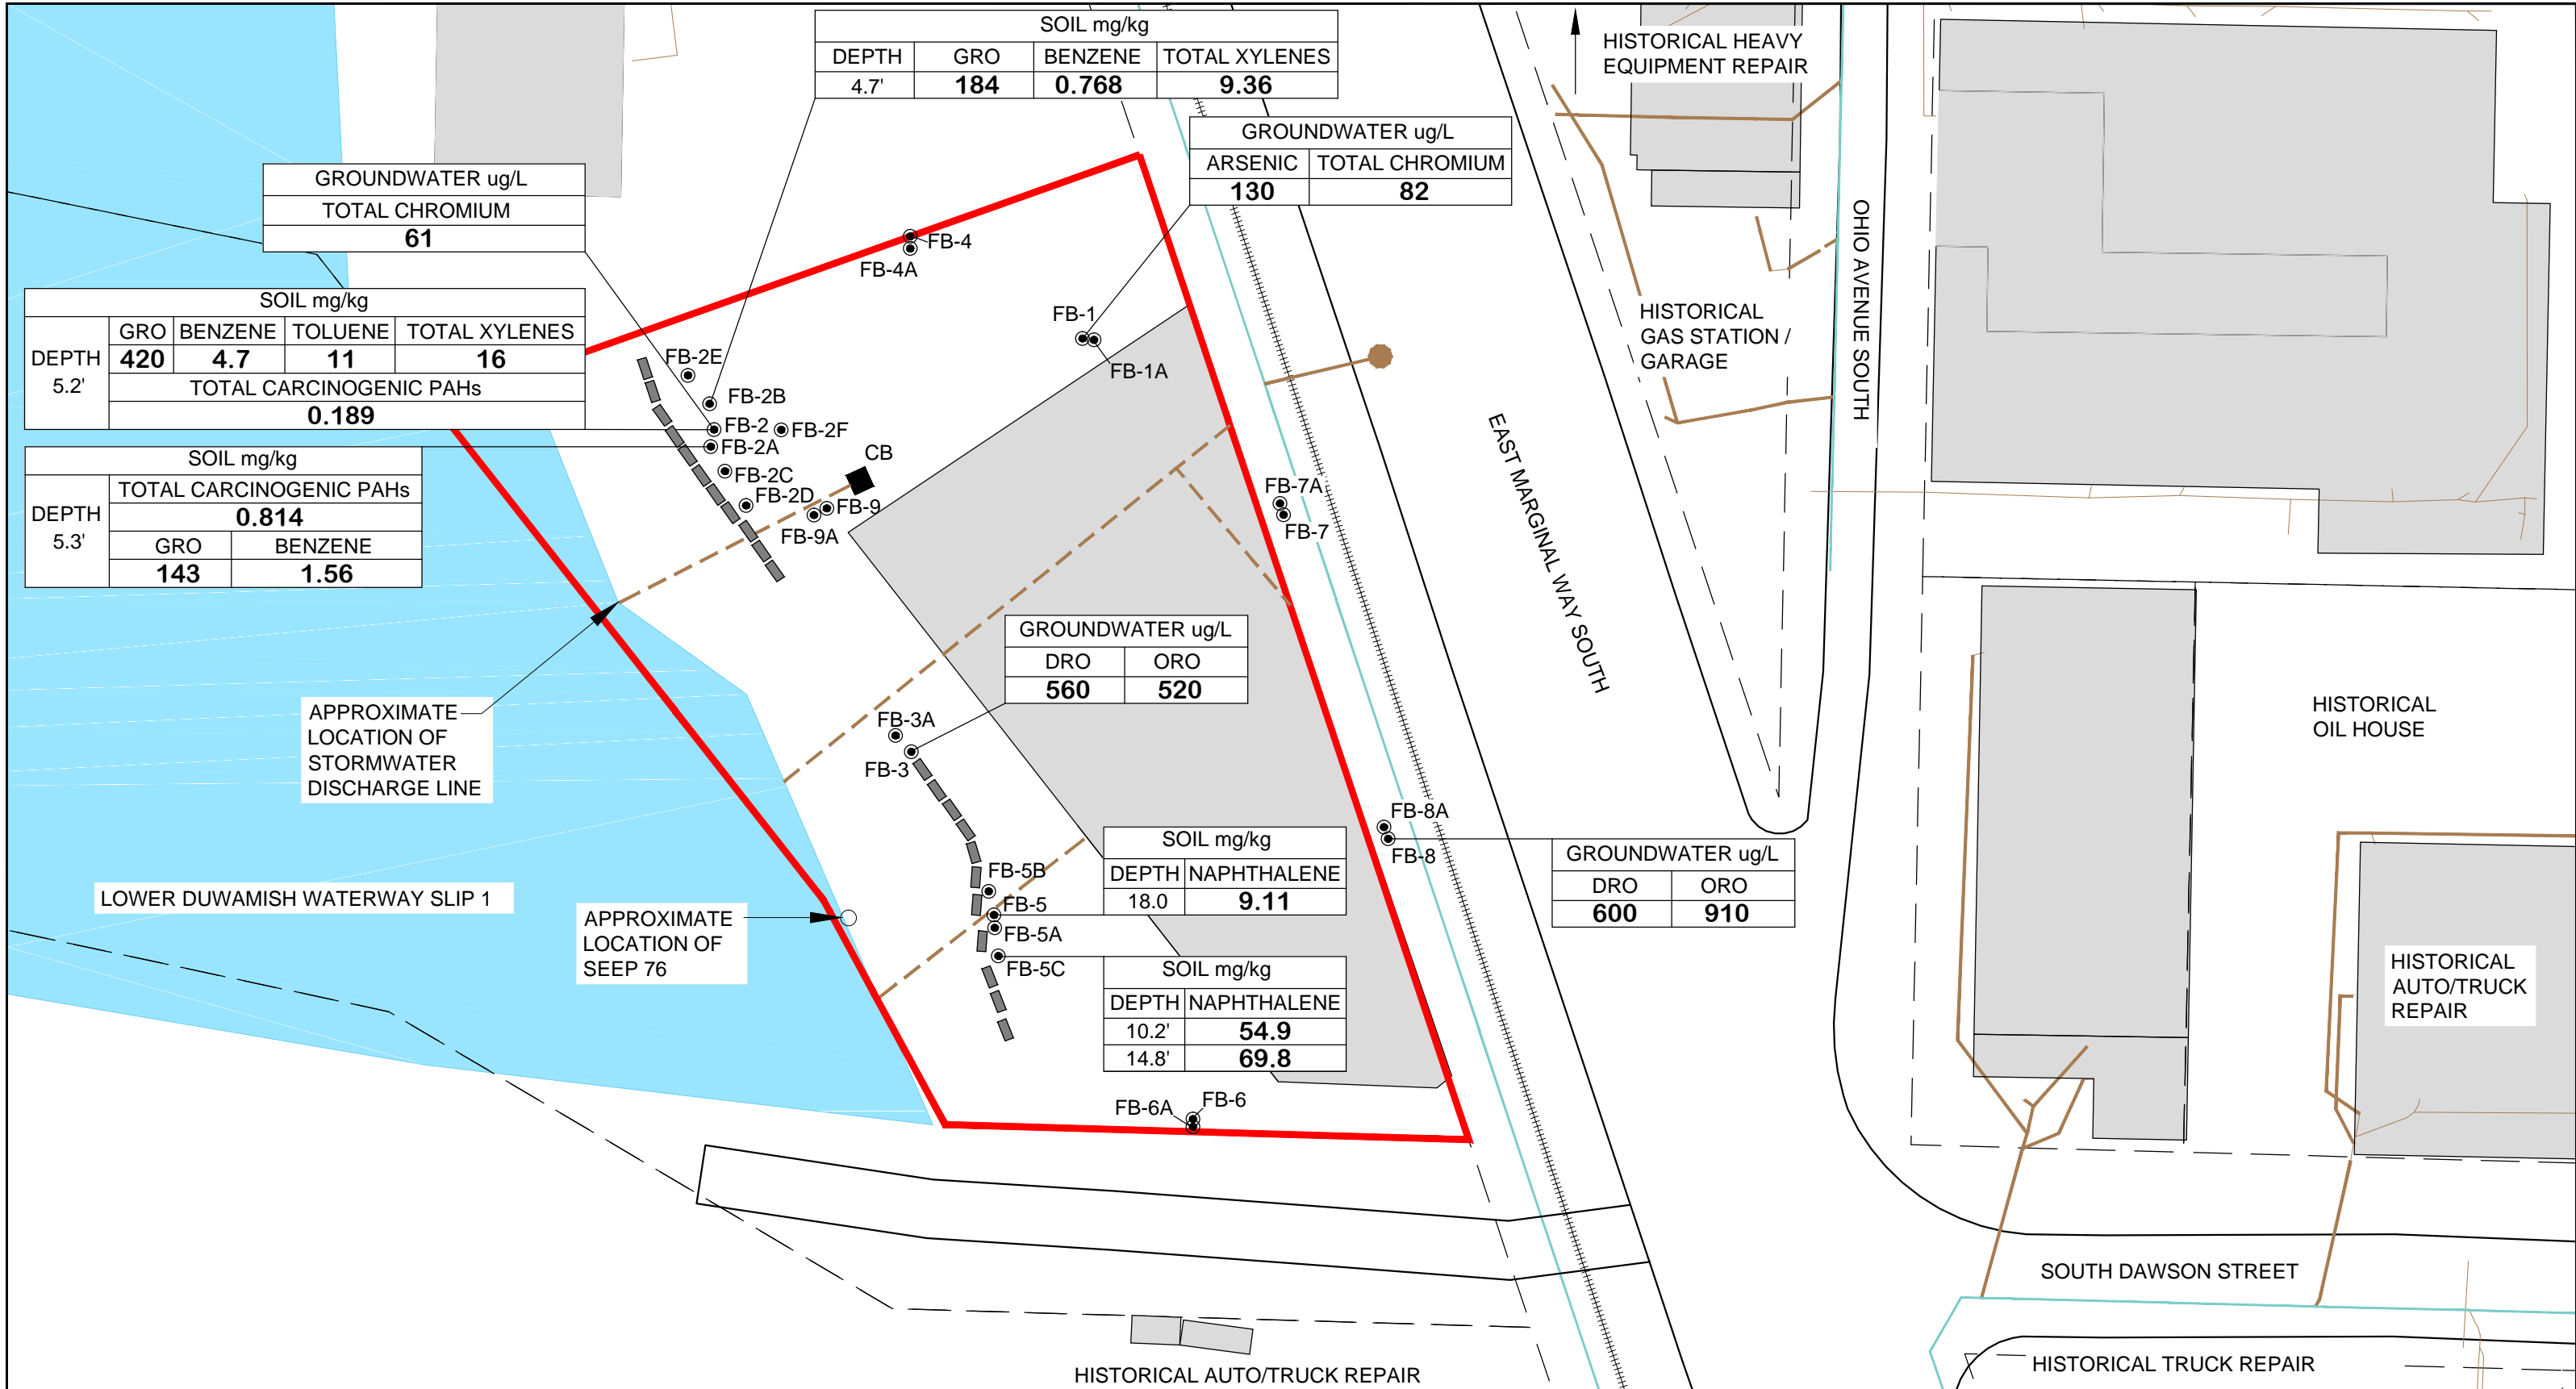 SOIL mg/kg
DEPTH GRO BENZENE TOTAL XYLENES
4.7' 184 0.768 9.36
HISTORICAL HEAVY
EQUIPMENT REPAIR
GROUNDWATER ug/L
ARSENIC TOTAL CHROMIUM
130 82
GROUNDWATER ug/L
TOTAL CHROMIUM
61
SOIL mg/kg
DEPTH
5.2'
GRO BENZENE TOLUENE TOTAL XYLENES
420 4.7 11 16
TOTAL CARCINOGENIC PAHs
0.189
SOIL mg/kg
DEPTH
5.3'
TOTAL CARCINOGENIC PAHs
0.814
GRO BENZENE
143 1.56
FB-4
FB-4A
FB-1
FB-1A
FB-2E
FB-2B
FB-2
FB-2F
FB-2A
FB-2C
FB-2D
CB
FB-9
FB-9A
FB-7A
FB-7
HISTORICAL
GAS STATION /
GARAGE
OHIO AVENUE SOUTH
EAST MARGINAL WAY SOUTH
GROUNDWATER ug/L
DRO ORO
560 520
APPROXIMATE
LOCATION OF
STORMWATER
DISCHARGE LINE
FB-3A
FB-3
HISTORICAL
OIL HOUSE
FB-8A
FB-8
SOIL mg/kg
DEPTH NAPHTHALENE
18.0 9.11
GROUNDWATER ug/L
DRO ORO
600 910
LOWER DUWAMISH WATERWAY SLIP 1
APPROXIMATE
LOCATION OF
SEEP 76
FB-5B
FB-5
FB-5A
FB-5C
SOIL mg/kg
DEPTH NAPHTHALENE
10.2' 54.9
14.8' 69.8
HISTORICAL
AUTO/TRUCK
REPAIR
FB-6A
FB-6
SOUTH DAWSON STREET
HISTORICAL TRUCK REPAIR
HISTORICAL AUTO/TRUCK REPAIR